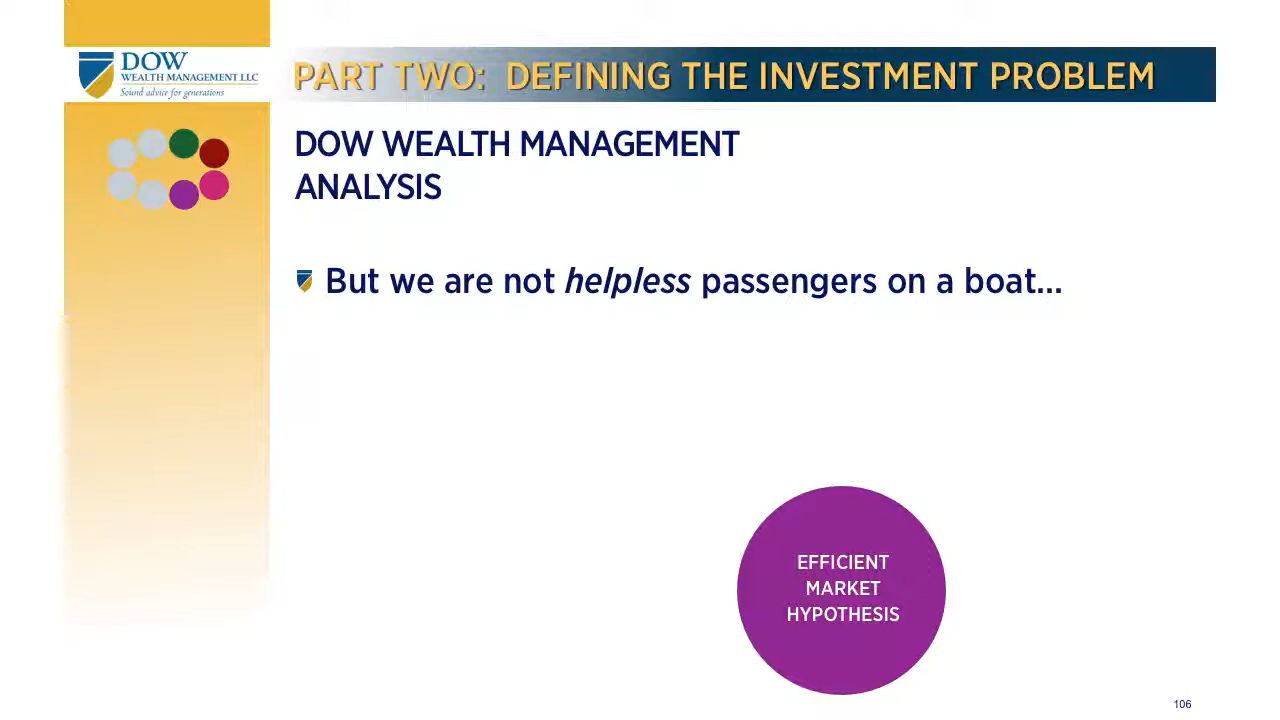 DOW
WEALTH MANAGEMENT LLC
Sound advice for generations
PART TWO: DEFINING THE INVESTMENT PROBLEM
DOW WEALTH MANAGEMENT
ANALYSIS
But we are not helpless passengers on a boat...
EFFICIENT
MARKET
HYPOTHESIS
106